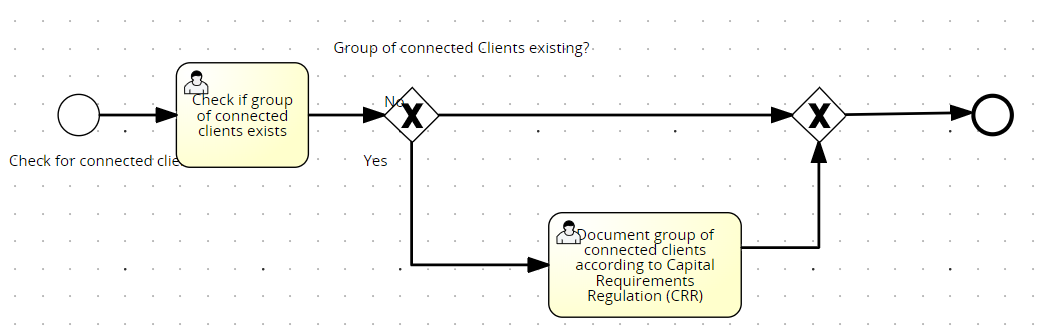 Group of connected Clients existing?
Check if group
of connected
clients exists
No
Check for connected clie
Yes
Document group of
connected clients
according to Capital
Requirements
Regulation (CRR)